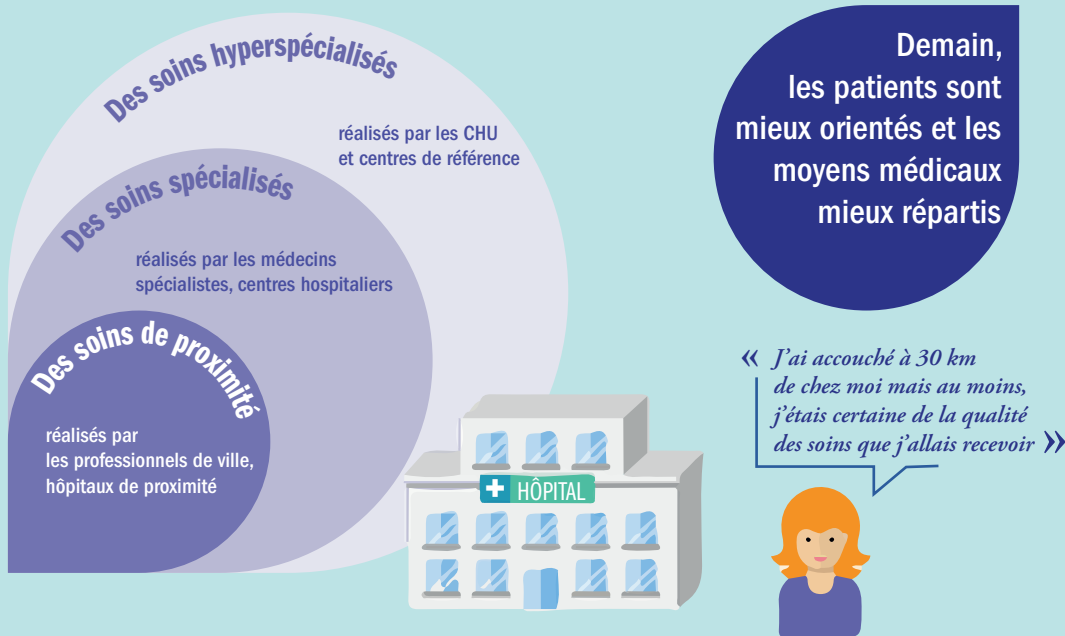 Des soins hyperspécialisés
réalisés par les CHU
et centres de référence
Des soins spécialisés
réalisés par les médecins
spécialistes, centres hospitaliers
Des soins de proximité
réalisés par
les professionnels de ville,
hôpitaux de proximité
HÔPITAL
Demain,
les patients sont
mieux orientés et les
moyens médicaux
mieux répartis
« J'ai accouché à 30 km
de chez moi mais au moins,
j'étais certaine de la qualité
des soins que j'allais recevoir »